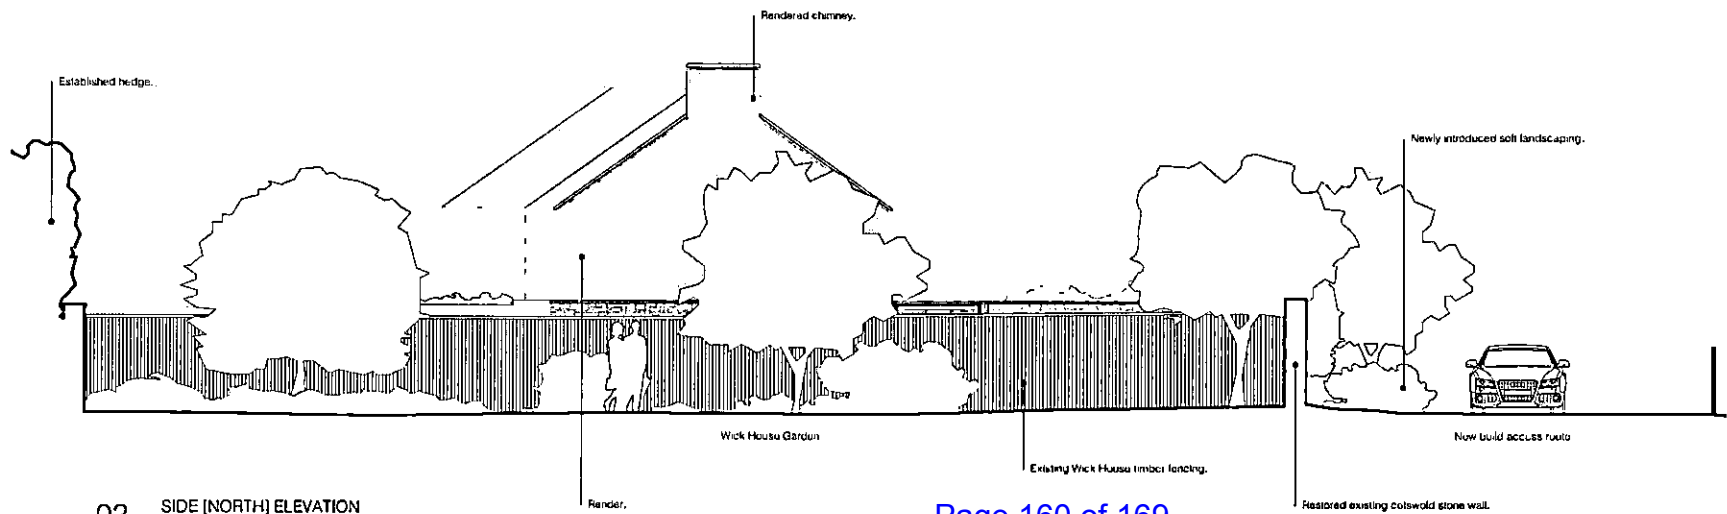 Rendered chimney.
Established hedge.
Newly introduced soft landscaping.
Wick House Garden
New build access route
Existing Wick House timber fencing.
02 SIDE [NORTH] ELEVATION
Render.
Page 160 of 169
Restored existing cotswold stone wall.